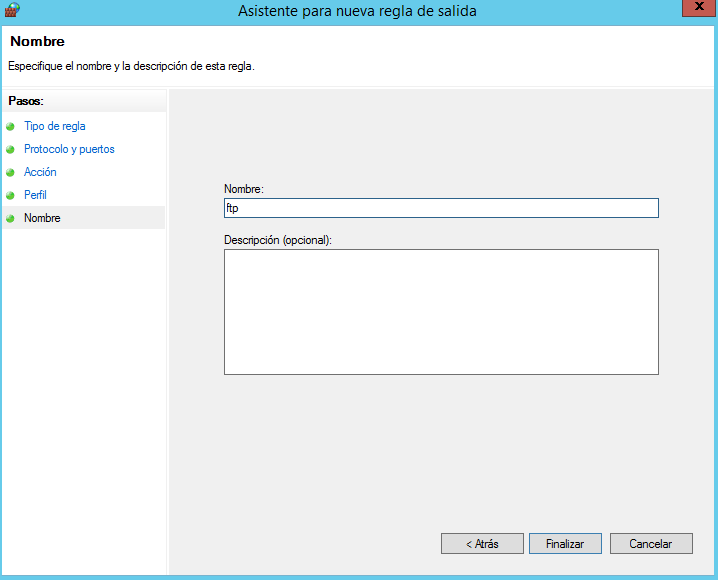 Asistente para nueva regla de salida
X
Nombre
Especifique el nombre y la descripción de esta regla.
Pasos:
Tipo de regla
Protocolo y puertos
Acción
Perfil
Nombre
Nombre:
ftp
Descripción (opcional):
< Atrás
Finalizar
Cancelar